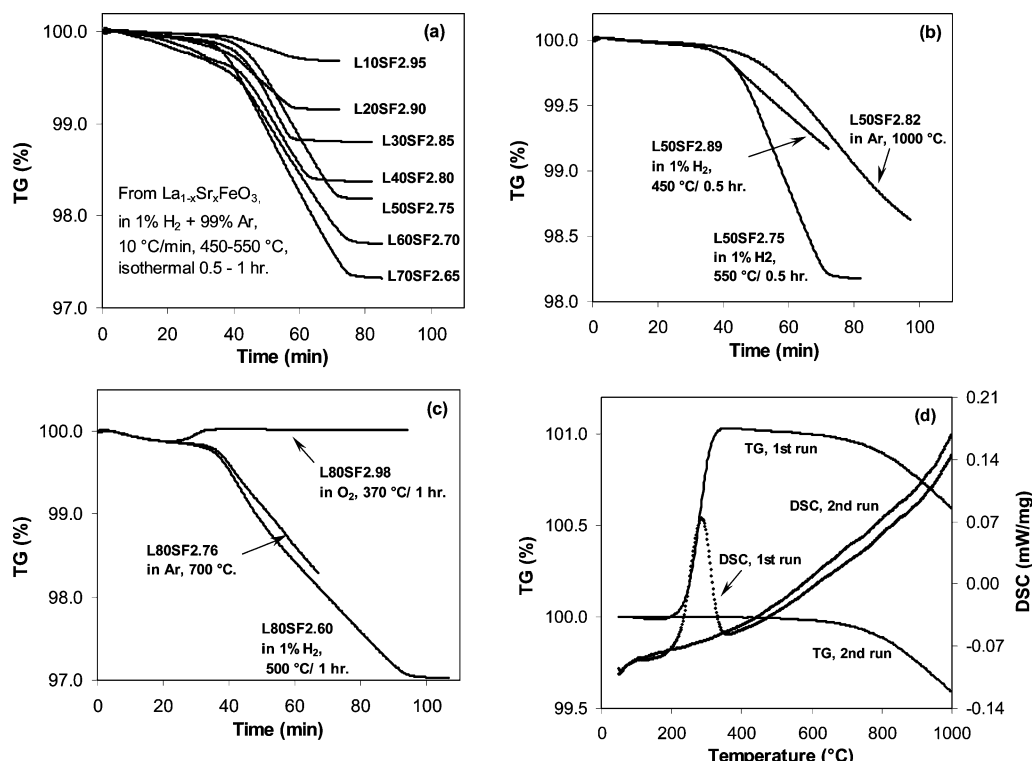 (a)
TG (%)
100.0
99.0
98.0
97.0
L10SF2.95
L20SF2.90
L30SF2.85
L40SF2.80
L50SF2.75
L60SF2.70
L70SF2.65
From La1-xSrxFeO3,
in 1% H2 + 99% Ar,
10 °C/min, 450-550 °C,
isothermal 0.5 - 1 hr.
0 20 40 60 80 100
Time (min)
(b)
TG (%)
100.0
99.5
99.0
98.5
98.0
L50SF2.82
in Ar, 1000 °C.
L50SF2.89
in 1% H2,
450 °C/ 0.5 hr.
L50SF2.75
in 1% H2,
550 °C/ 0.5 hr.
0 20 40 60 80 100
Time (min)
(c)
TG (%)
100.0
99.0
98.0
97.0
L80SF2.98
in O2, 370 °C/ 1 hr.
L80SF2.76
in Ar, 700 °C.
L80SF2.60
in 1% H2,
500 °C/ 1 hr.
0 20 40 60 80 100
Time (min)
(d)
TG (%)
101.0
100.5
100.0
99.5
TG, 1st run
DSC, 2nd run
DSC, 1st run
TG, 2nd run
0.21
0.14
0.07
0.00
-0.07
-0.14
DSC (mW/mg)
0 200 400 600 800 1000
Temperature (°C)